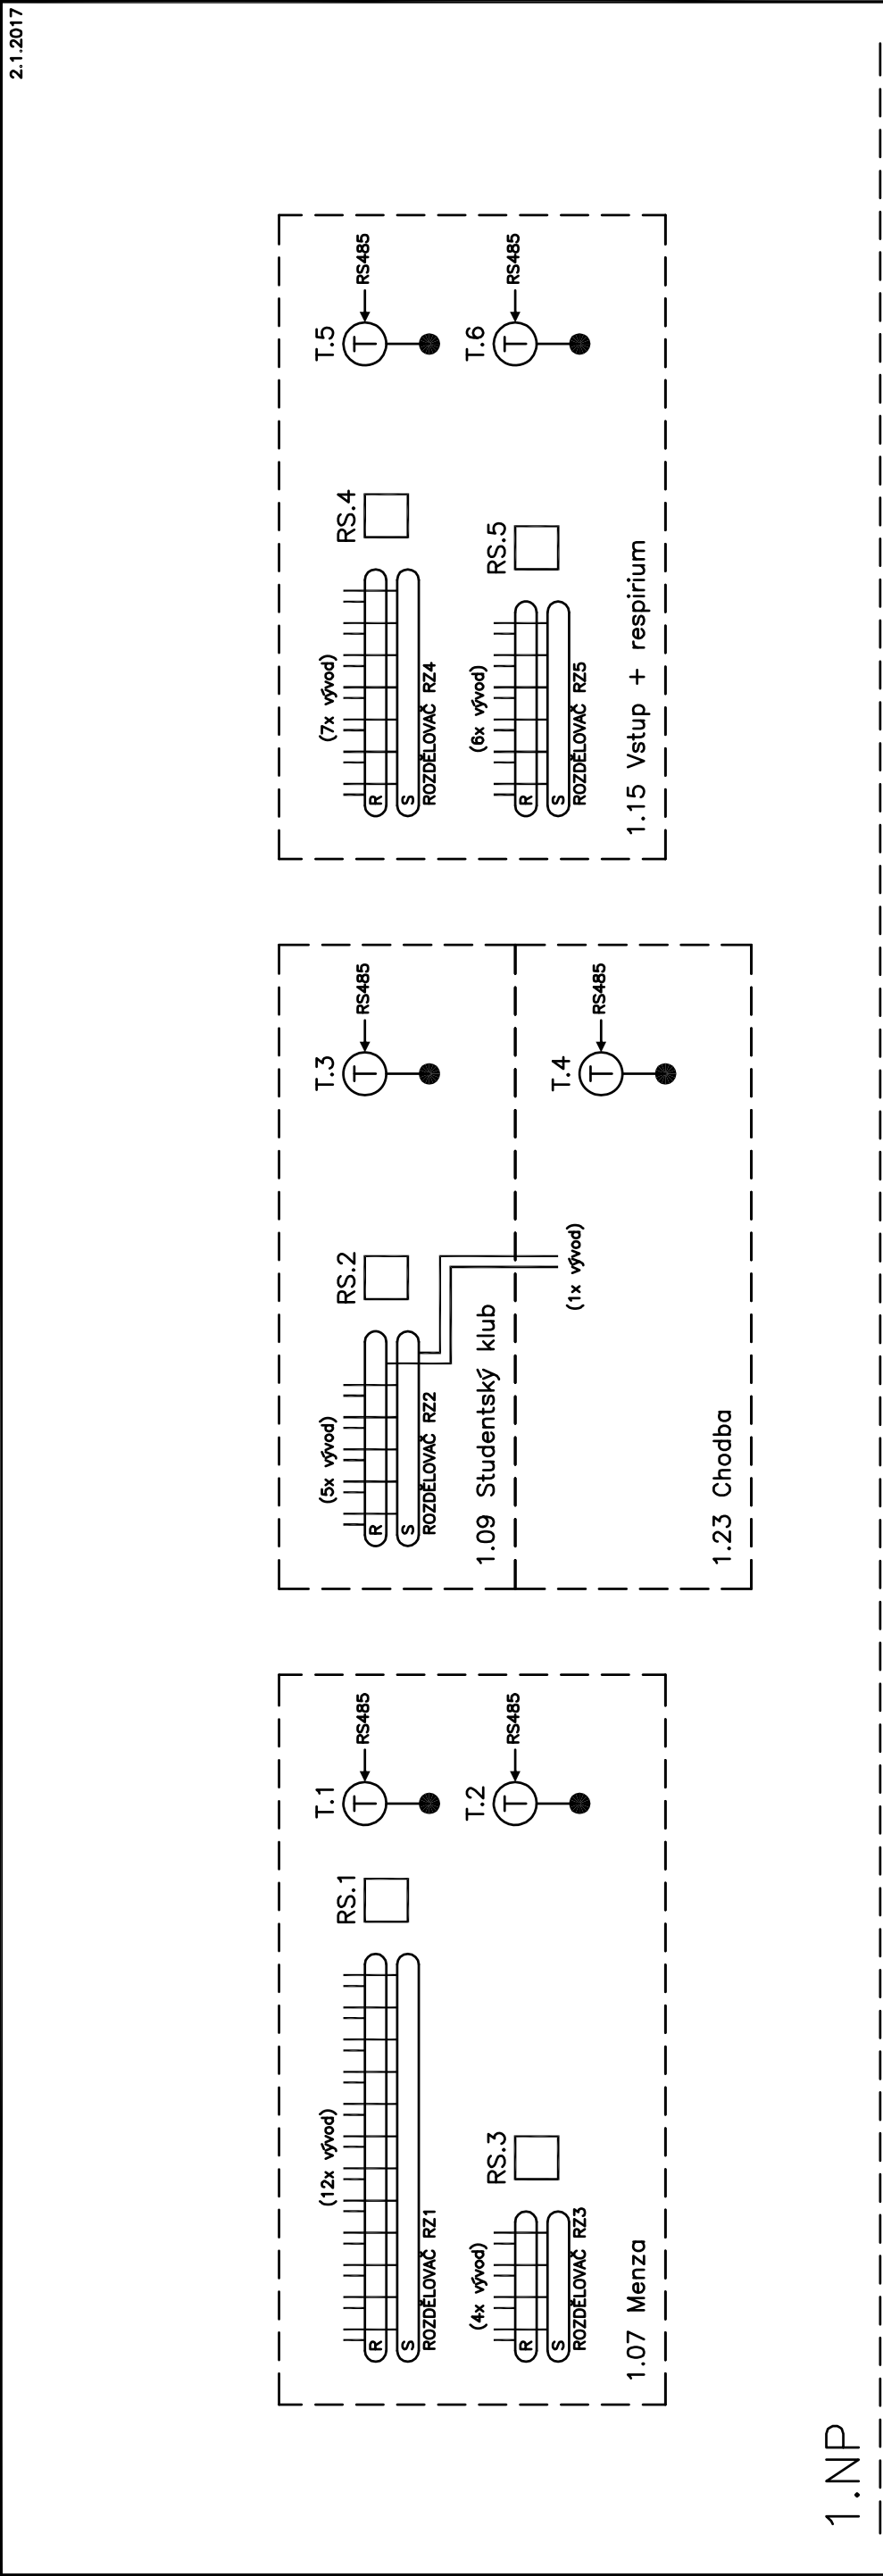 2.1.2017
T.1
T
RS485
RS.1
(12x vývod)
R
S
ROZDĚLOVAČ RZ1
T.2
T
RS485
RS.3
(4x vývod)
R
S
ROZDĚLOVAČ RZ3
1.07 Menza
T.3
T
RS485
RS.2
(5x vývod)
R
S
ROZDĚLOVAČ RZ2
1.09 Studentský klub
T.4
T
RS485
(1x vývod)
1.23 Chodba
T.5
T
RS485
RS.4
(7x vývod)
R
S
ROZDĚLOVAČ RZ4
T.6
T
RS485
RS.5
(6x vývod)
R
S
ROZDĚLOVAČ RZ5
1.15 Vstup + respirium
1.NP